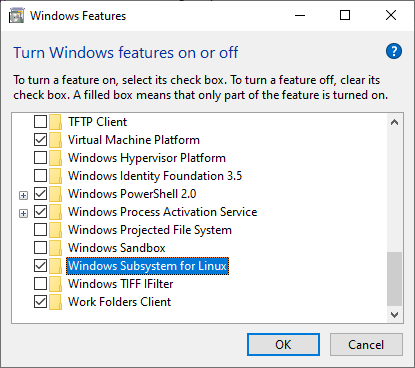 Windows Features
Turn Windows features on or off
?
To turn a feature on, select its check box. To turn a feature off, clear its
check box. A filled box means that only part of the feature is turned on.
TFTP Client
Virtual Machine Platform
Windows Hypervisor Platform
Windows Identity Foundation 3.5
Windows PowerShell 2.0
Windows Process Activation Service
Windows Projected File System
Windows Sandbox
Windows Subsystem for Linux
Windows TIFF IFilter
Work Folders Client
OK
Cancel